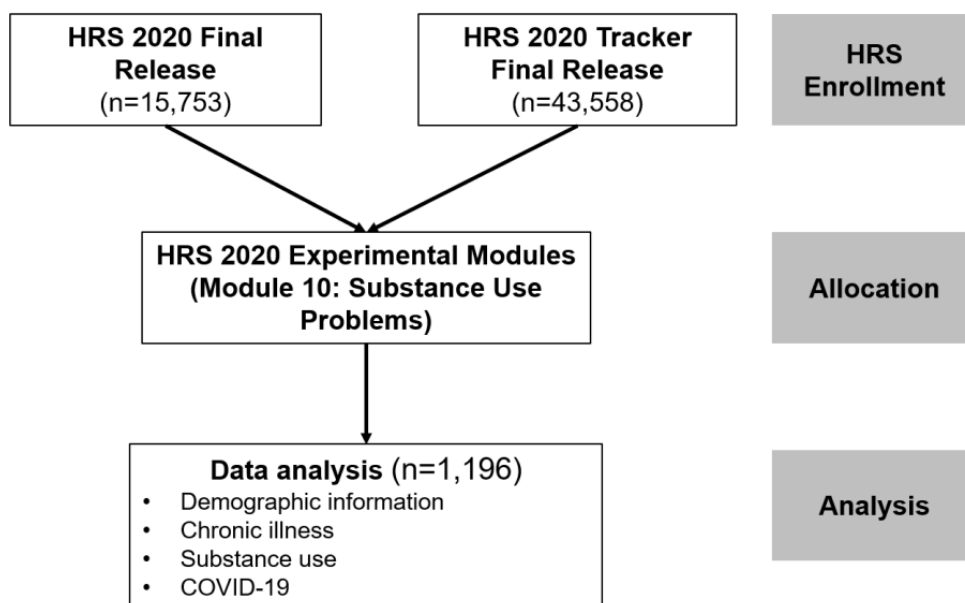 HRS 2020 Final
Release
(n=15,753)
HRS 2020 Tracker
Final Release
(n=43,558)
HRS
Enrollment
HRS 2020 Experimental Modules
(Module 10: Substance Use
Problems)
Allocation
Data analysis (n=1,196)
• Demographic information
• Chronic illness
• Substance use
• COVID-19
Analysis